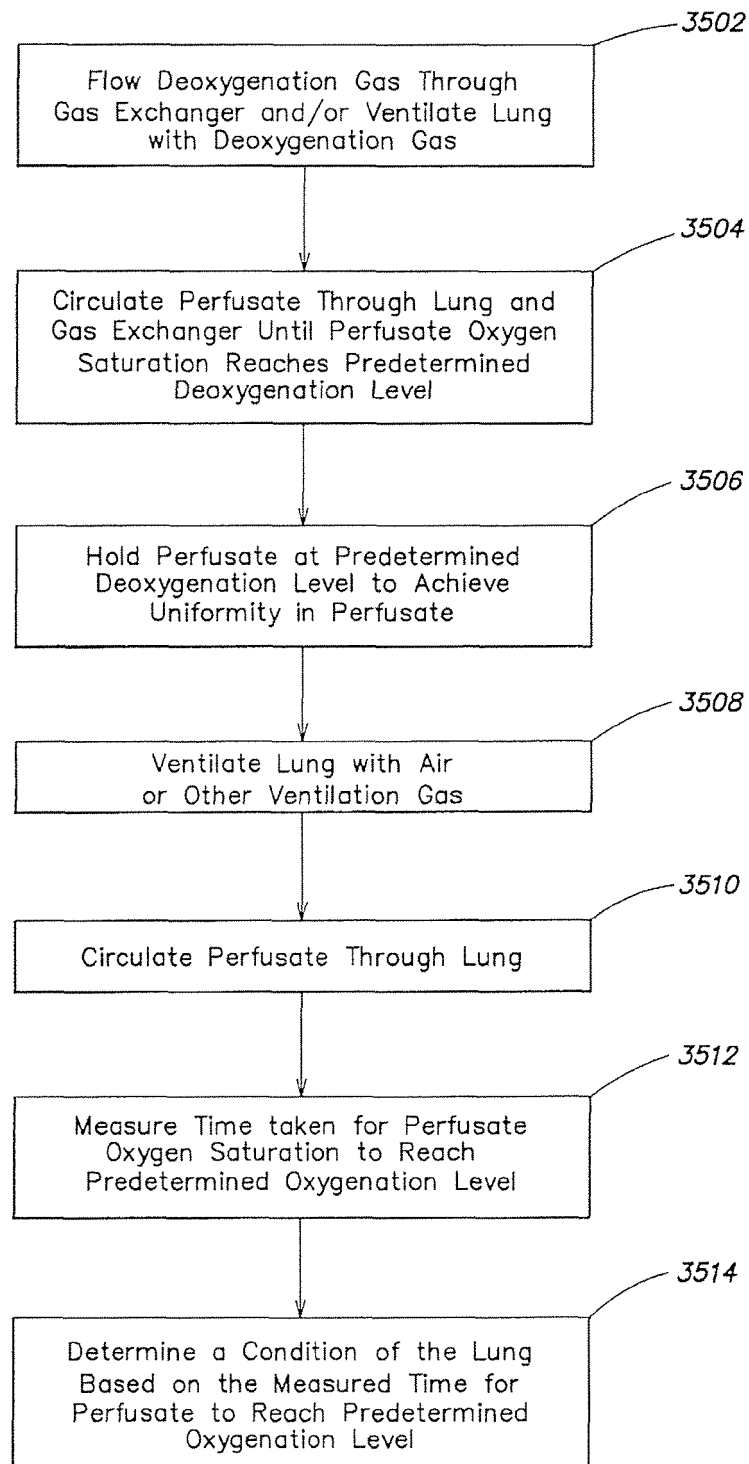 3502
Flow Deoxygenation Gas Through
Gas Exchanger and/or Ventilate Lung
with Deoxygenation Gas
3504
Circulate Perfusate Through Lung and
Gas Exchanger Until Perfusate Oxygen
Saturation Reaches Predetermined
Deoxygenation Level
3506
Hold Perfusate at Predetermined
Deoxygenation Level to Achieve
Uniformity in Perfusate
3508
Ventilate Lung with Air
or Other Ventilation Gas
3510
Circulate Perfusate Through Lung
3512
Measure Time taken for Perfusate
Oxygen Saturation to Reach
Predetermined Oxygenation Level
3514
Determine a Condition of the Lung
Based on the Measured Time for
Perfusate to Reach Predetermined
Oxygenation Level